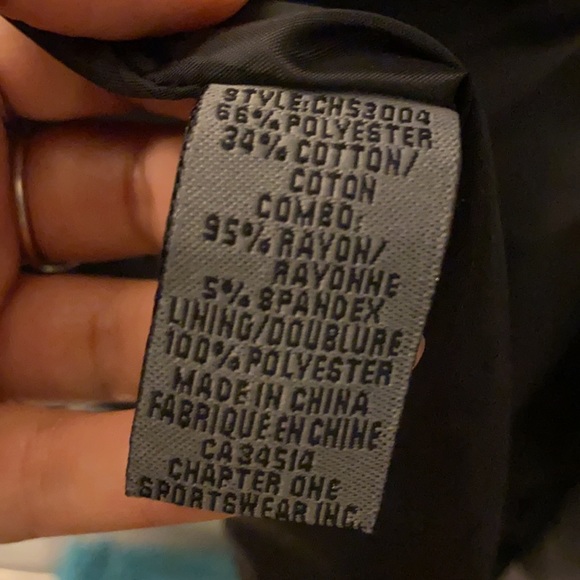 STYLE:CHS3004
66% POLYESTER
34% COTTON/
COTON
COMBO:
95% RAYON/
RAYONNE
5% SPANDEX
LINING/DOUBLURE
100% POLYESTER
MADE IN CHINA
FABRIQUÉ EN CHINE
CA 34514
CHAPTER ONE
SPORTSWEAR INC.